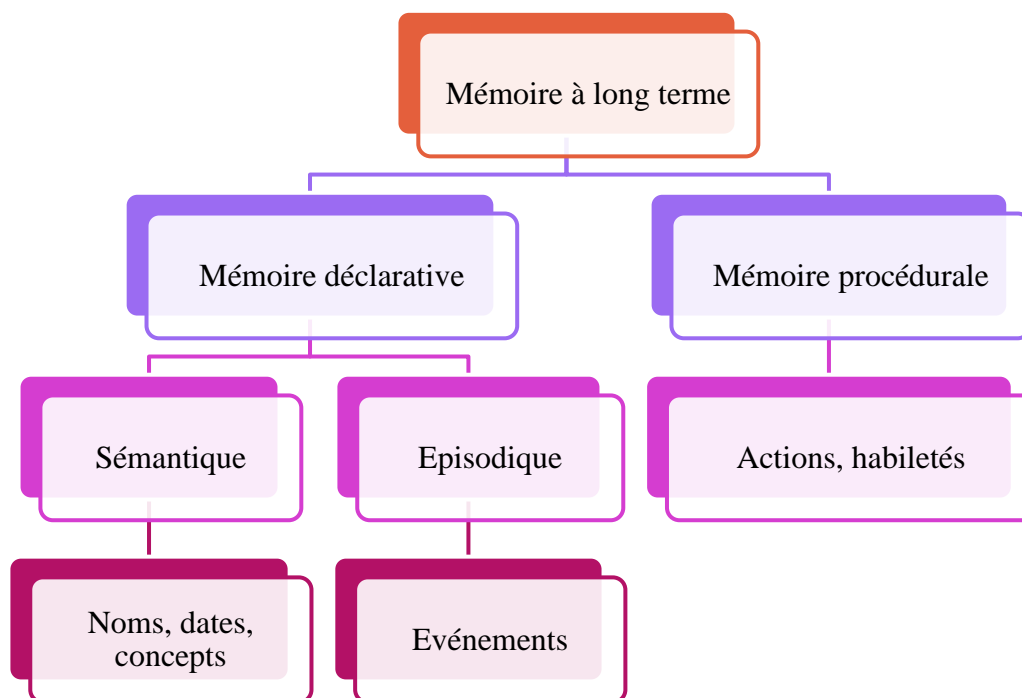 Mémoire à long terme
Mémoire déclarative
Mémoire procédurale
Sémantique
Episodique
Actions, habiletés
Noms, dates,
concepts
Evénements